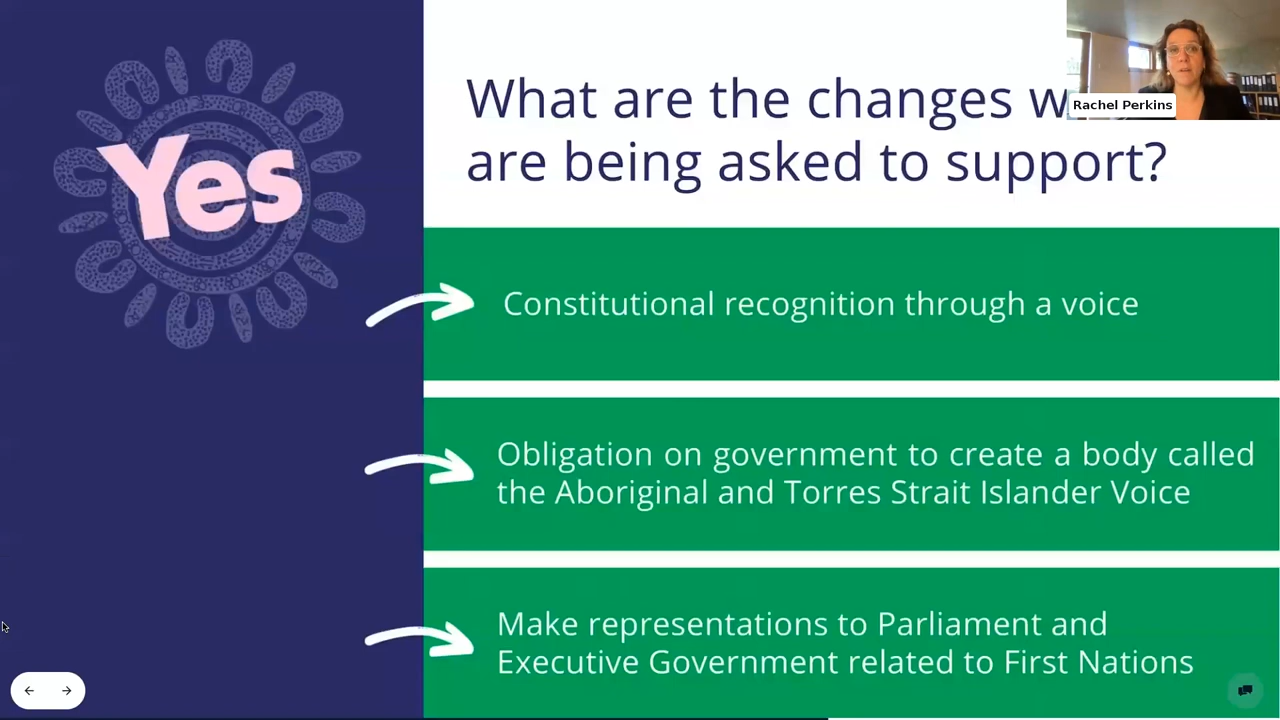 Yes
What are the changes w
Rachel Perkins
are being asked to support?
Constitutional recognition through a voice
Obligation on government to create a body called
the Aboriginal and Torres Strait Islander Voice
Make representations to Parliament and
Executive Government related to First Nations